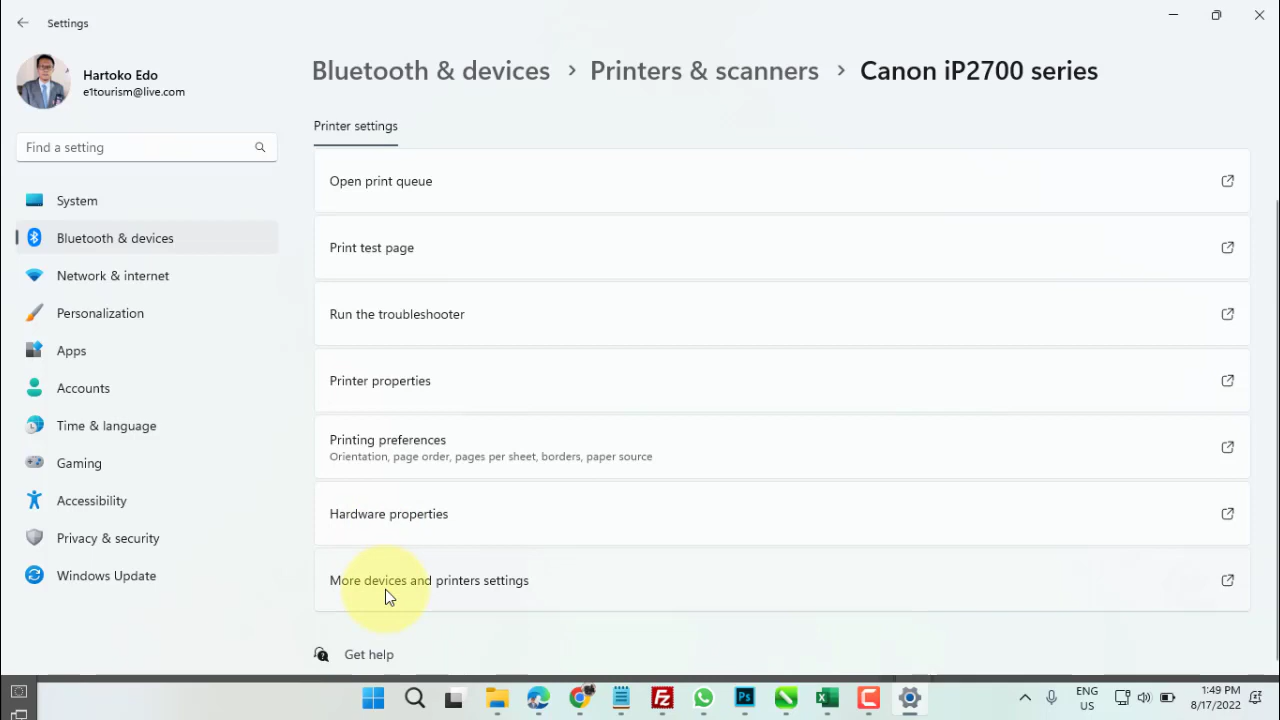 Settings
Hartoko Edo
e1tourism@live.com
Find a setting
System
Bluetooth & devices
Network & internet
Personalization
Apps
Accounts
Time & language
Gaming
Accessibility
Privacy & security
Windows Update
Bluetooth & devices > Printers & scanners > Canon iP2700 series
Printer settings
Open print queue
Print test page
Run the troubleshooter
Printer properties
Printing preferences
Orientation, page order, pages per sheet, borders, paper source
Hardware properties
More devices and printers settings
Get help
Ps
ENG
US
1:49 PM
8/17/2022